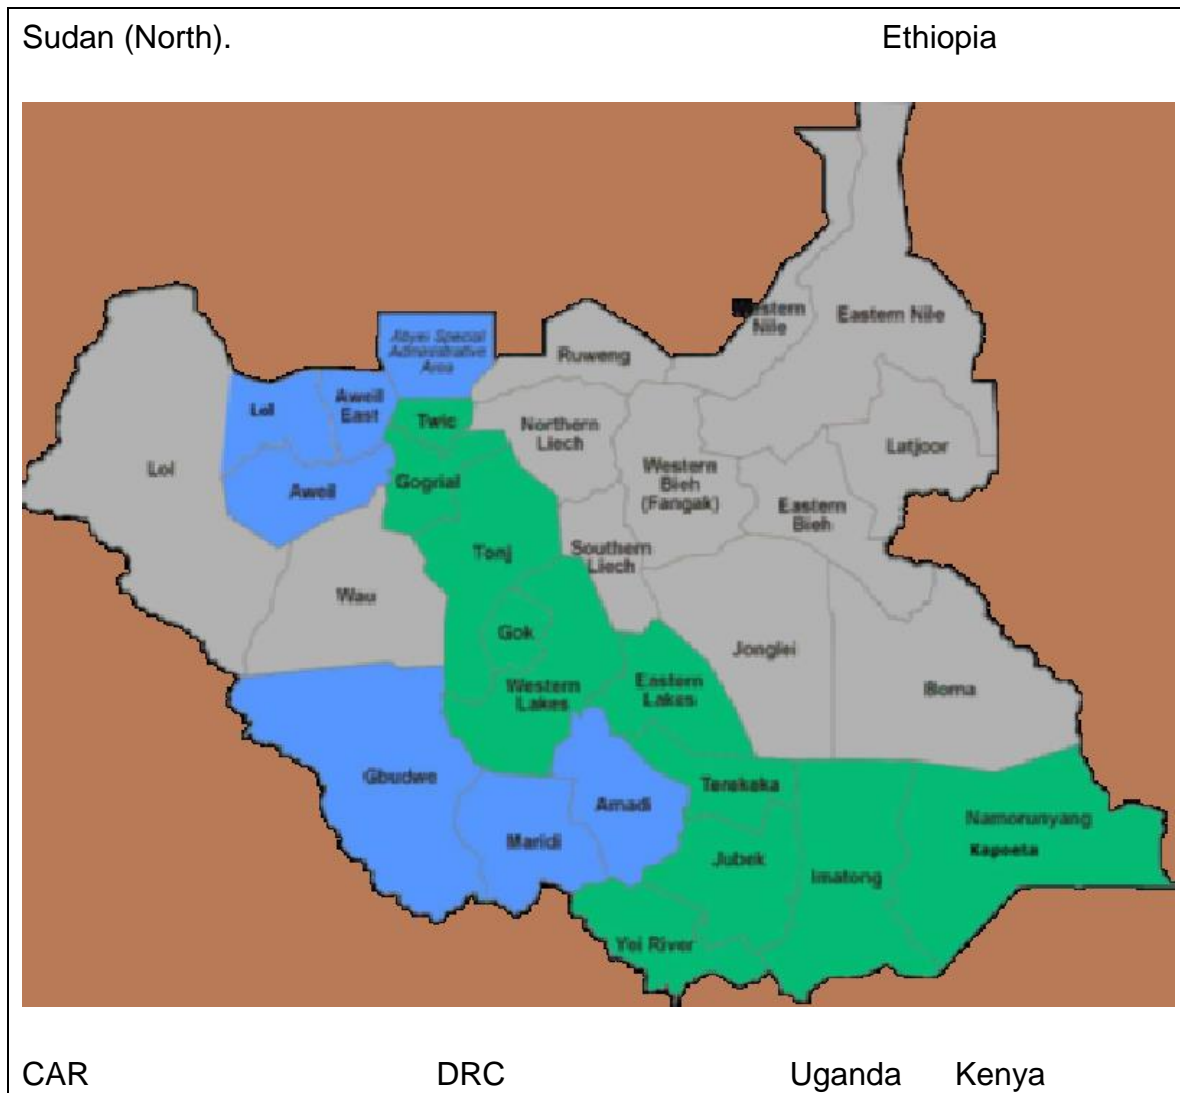 Sudan (North). Ethiopia
Western
Nile
Eastern Nile
Abyei Special
Administrative
Area
Ruweng
Lol
Aweil
East
Twic
Northern
Liech
Latjoor
Lol
Aweil
Gogrial
Western
Bieh
(Fangak)
Eastern
Bieh
Tonj
Southern
Liech
Wau
Gok
Jonglei
Western
Lakes
Eastern
Lakes
Boma
Gbudwe
Amadi
Terekeka
Namorunyang
Kapoeta
Maridi
Jubek
Imatong
Yei River
CAR DRC Uganda Kenya